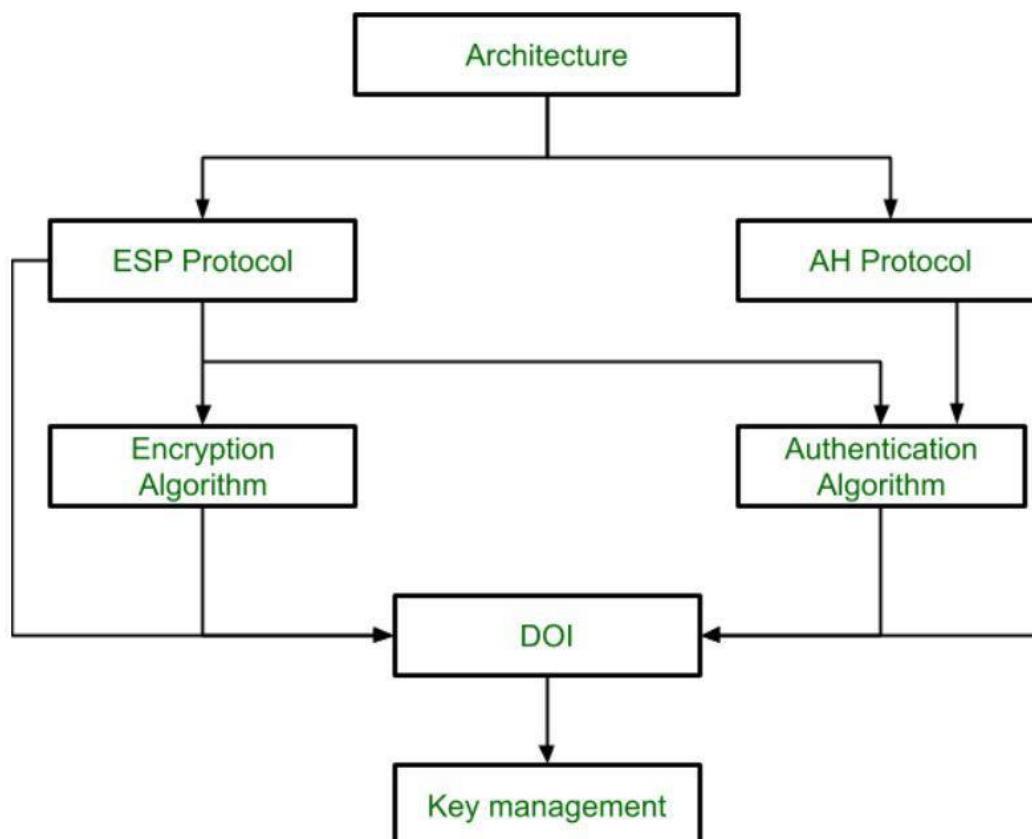 Architecture
ESP Protocol
AH Protocol
Encryption
Algorithm
Authentication
Algorithm
DOI
Key management